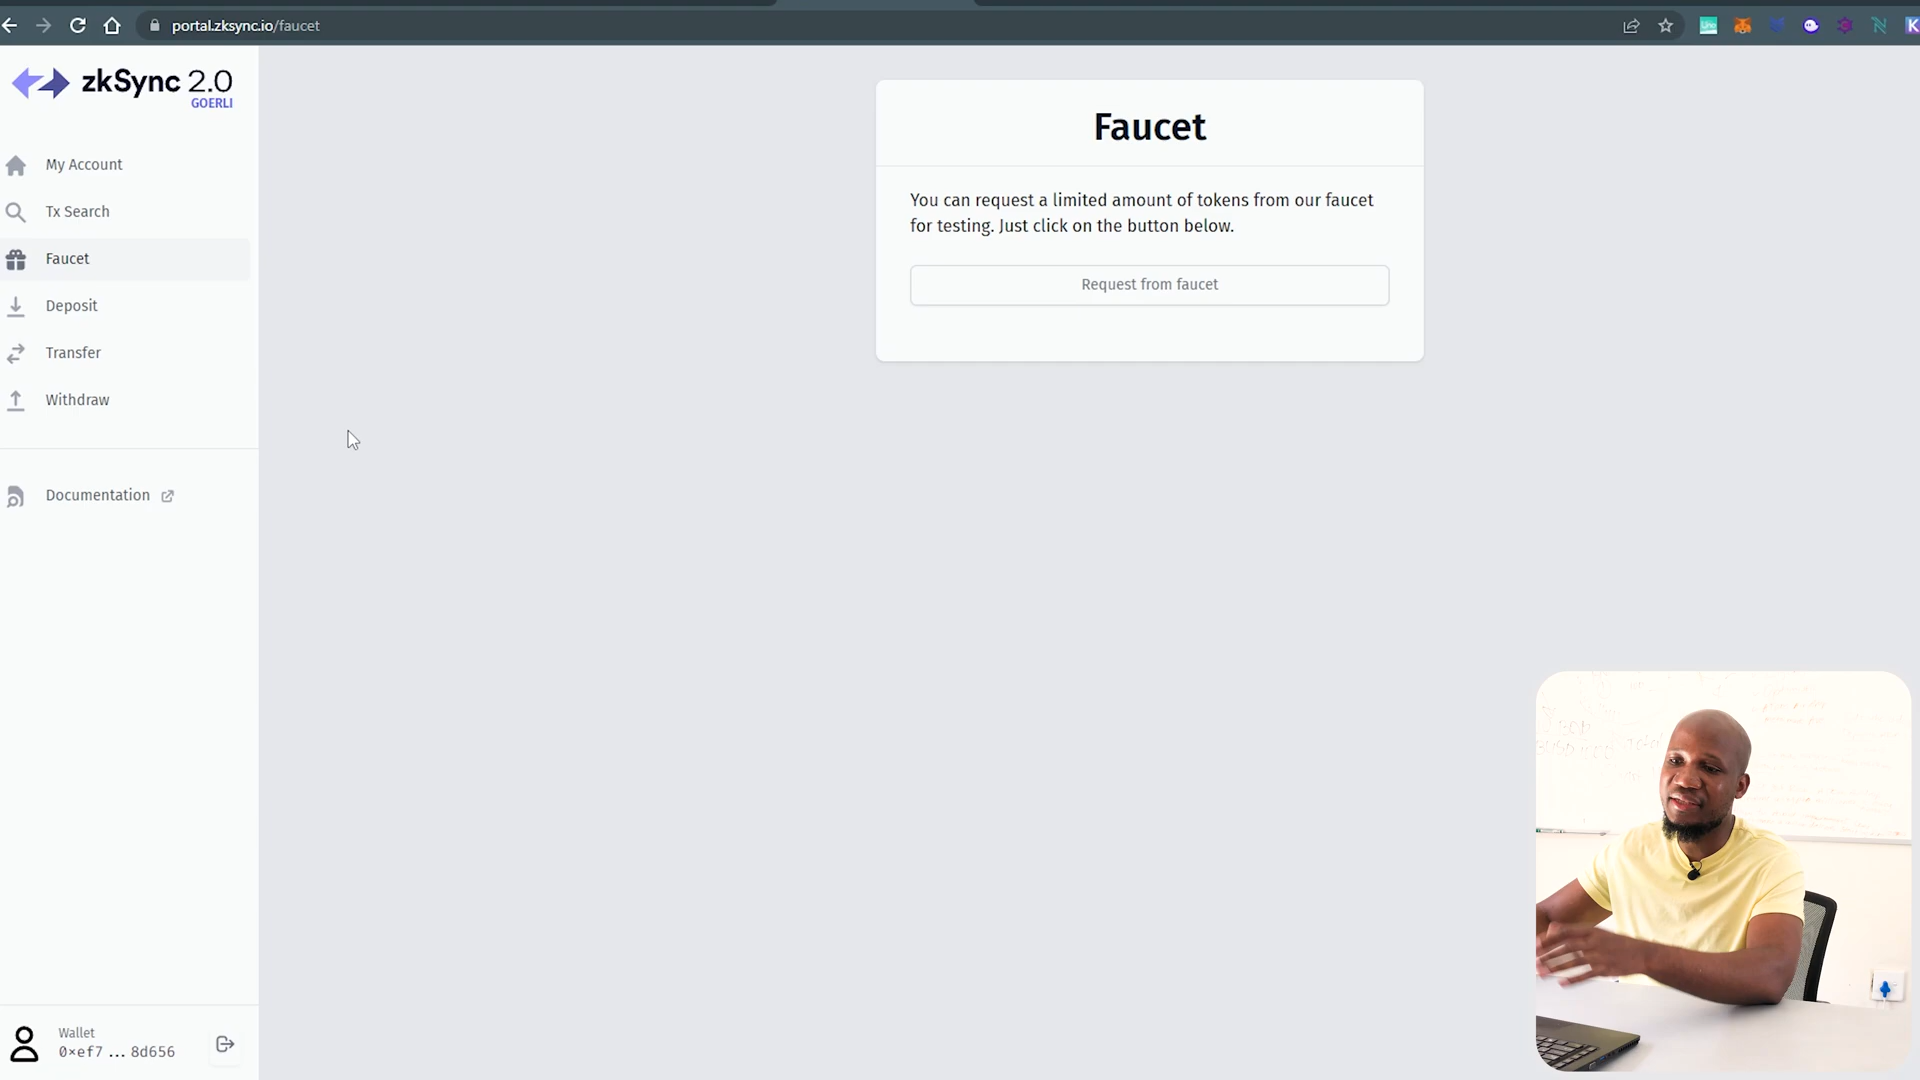 portal.zksync.io/faucet
zkSync 2.0
GOERLI
My Account
Tx Search
Faucet
Deposit
Transfer
Withdraw
Documentation
Wallet
0×ef7 ... 8d656
Faucet
You can request a limited amount of tokens from our faucet
for testing. Just click on the button below.
Request from faucet